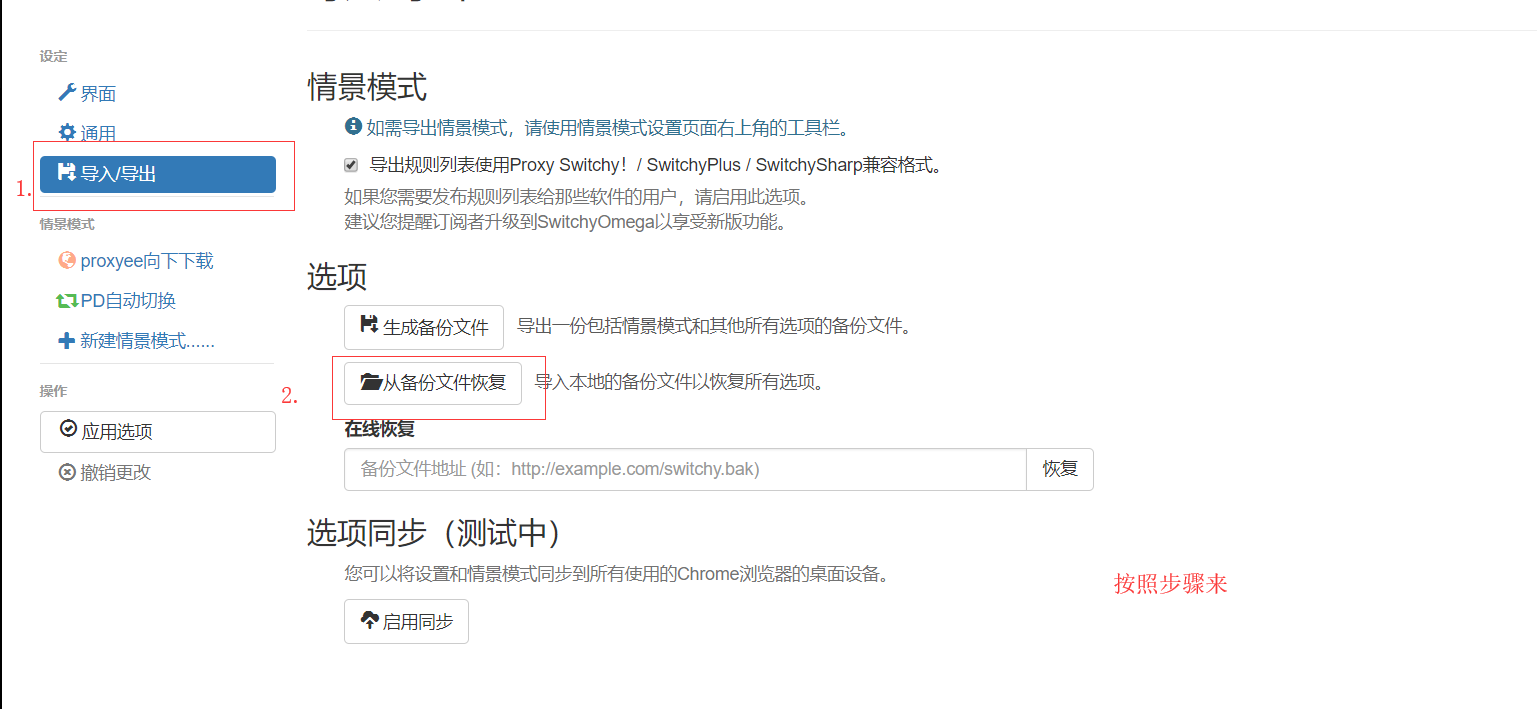 设定
界面
通用
1.
导入/导出
情景模式
proxyee向下下载
PD自动切换
新建情景模式......
操作
应用选项
撤销更改
情景模式
如需导出情景模式，请使用情景模式设置页面右上角的工具栏。
导出规则列表使用Proxy Switchy！/ SwitchyPlus / SwitchySharp兼容格式。
如果您需要发布规则列表给那些软件的用户，请启用此选项。
建议您提醒订阅者升级到SwitchyOmega以享受新版功能。
选项
生成备份文件 导出一份包括情景模式和其他所有选项的备份文件。
2.
从备份文件恢复 导入本地的备份文件以恢复所有选项。
在线恢复
备份文件地址 (如：http://example.com/switchy.bak) 恢复
选项同步（测试中）
您可以将设置和情景模式同步到所有使用的Chrome浏览器的桌面设备。
按照步骤来
启用同步